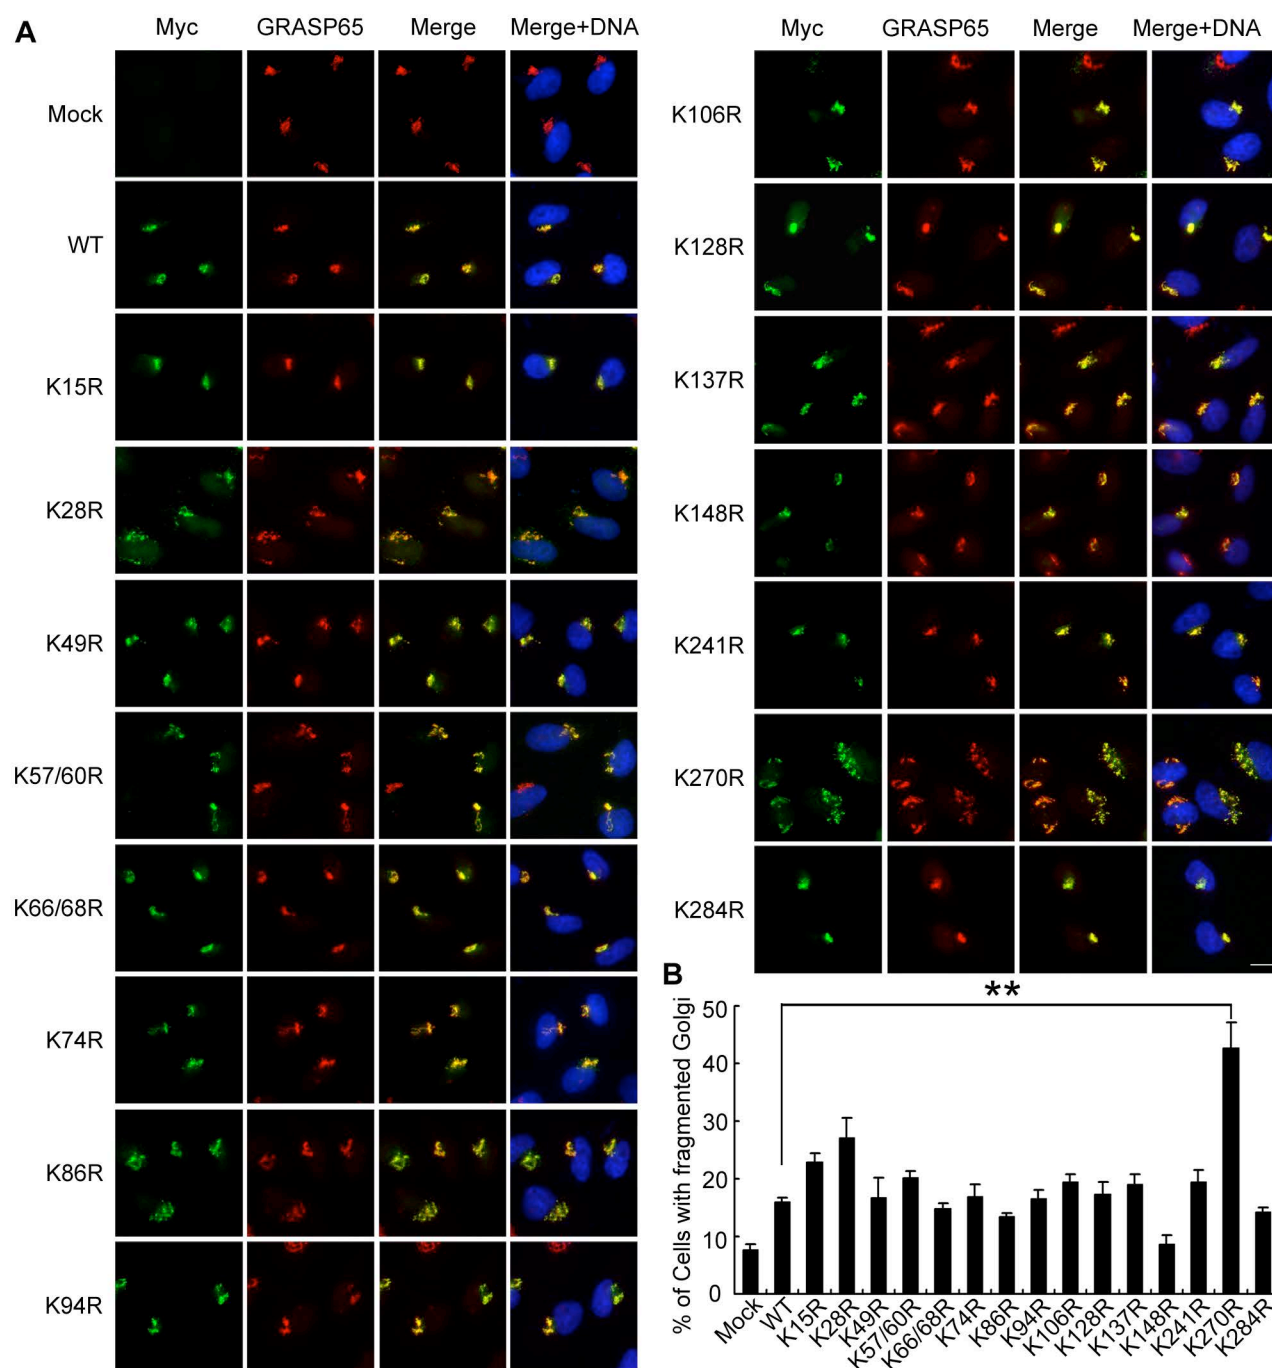 A
Myc GRASP65 Merge Merge+DNA
Mock
WT
K15R
K28R
K49R
K57/60R
K66/68R
K74R
K86R
K94R
Myc GRASP65 Merge Merge+DNA
K106R
K128R
K137R
K148R
K241R
K270R
K284R
B
% of Cells with fragmented Golgi
50
40
30
20
10
0
**
Mock WT K15R K28R K49R K57/60R K66/68R K74R K86R K94R K106R K128R K137R K148R K241R K270R K284R